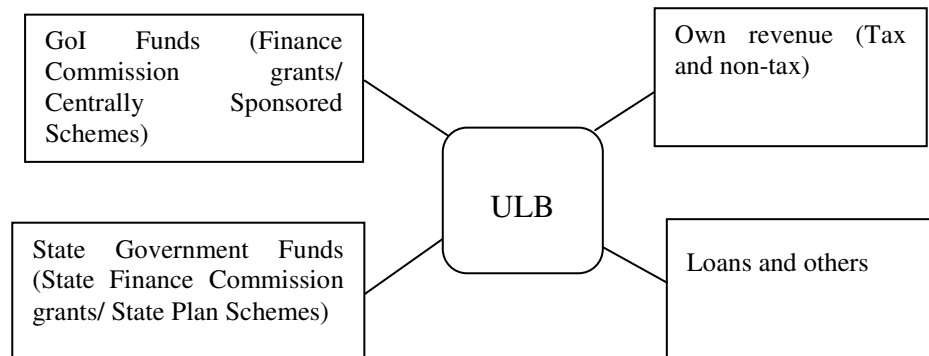 GoI Funds (Finance
Commission grants/
Centrally Sponsored
Schemes)
Own revenue (Tax
and non-tax)
ULB
State Government Funds
(State Finance Commission
grants/ State Plan Schemes)
Loans and others